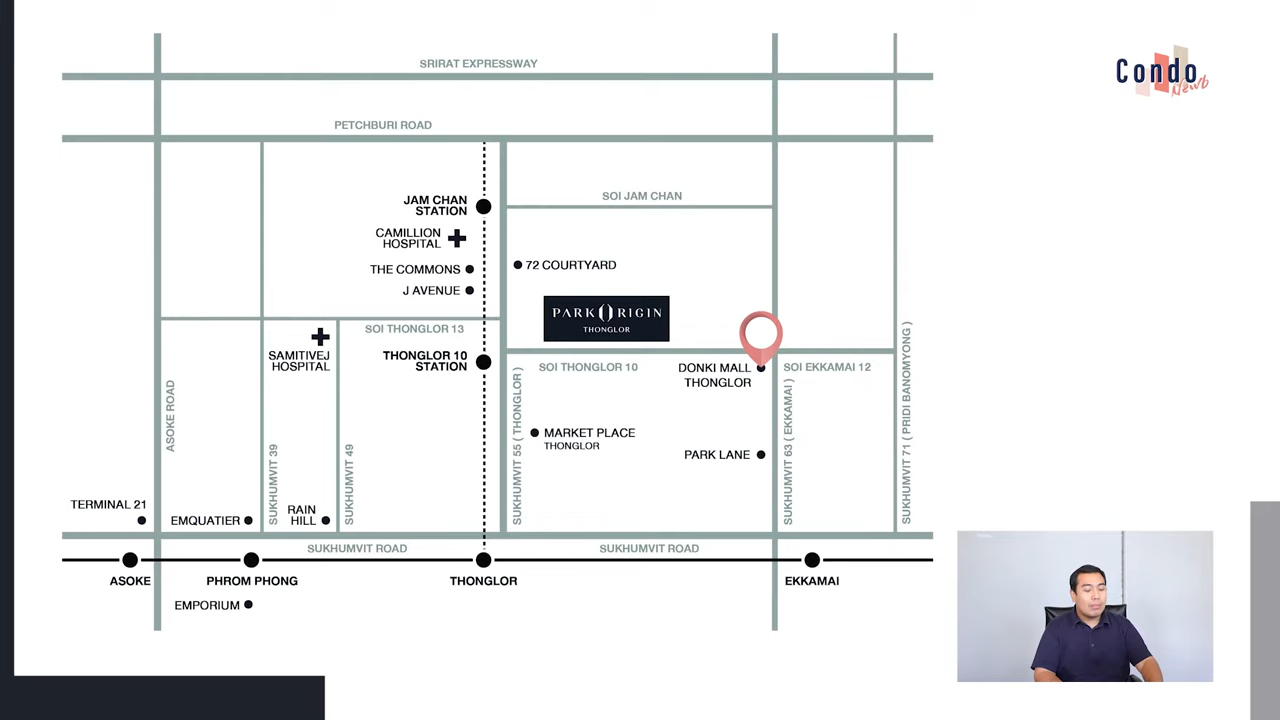 SRIRAT EXPRESSWAY
Condo
Newb
PETCHBURI ROAD
SOI JAM CHAN
JAM CHAN
STATION
CAMILLION
HOSPITAL
THE COMMONS
72 COURTYARD
J AVENUE
PARK ORIGIN
THONGLOR
SOI THONGLOR 13
SAMITIVEJ
HOSPITAL
THONGLOR 10
STATION
SOI THONGLOR 10
DONKI MALL
THONGLOR
SOI EKKAMAI 12
ASOKE ROAD
SUKHUMVIT 39
SUKHUMVIT 49
SUKHUMVIT 55 ( THONGLOR )
MARKET PLACE
THONGLOR
PARK LANE
SUKHUMVIT 63 ( EKKAMAI )
SUKHUMVIT 71 ( PRIDI BANOMYONG )
TERMINAL 21
EMQUATIER
RAIN
HILL
SUKHUMVIT ROAD
SUKHUMVIT ROAD
ASOKE
PHROM PHONG
THONGLOR
EKKAMAI
EMPORIUM